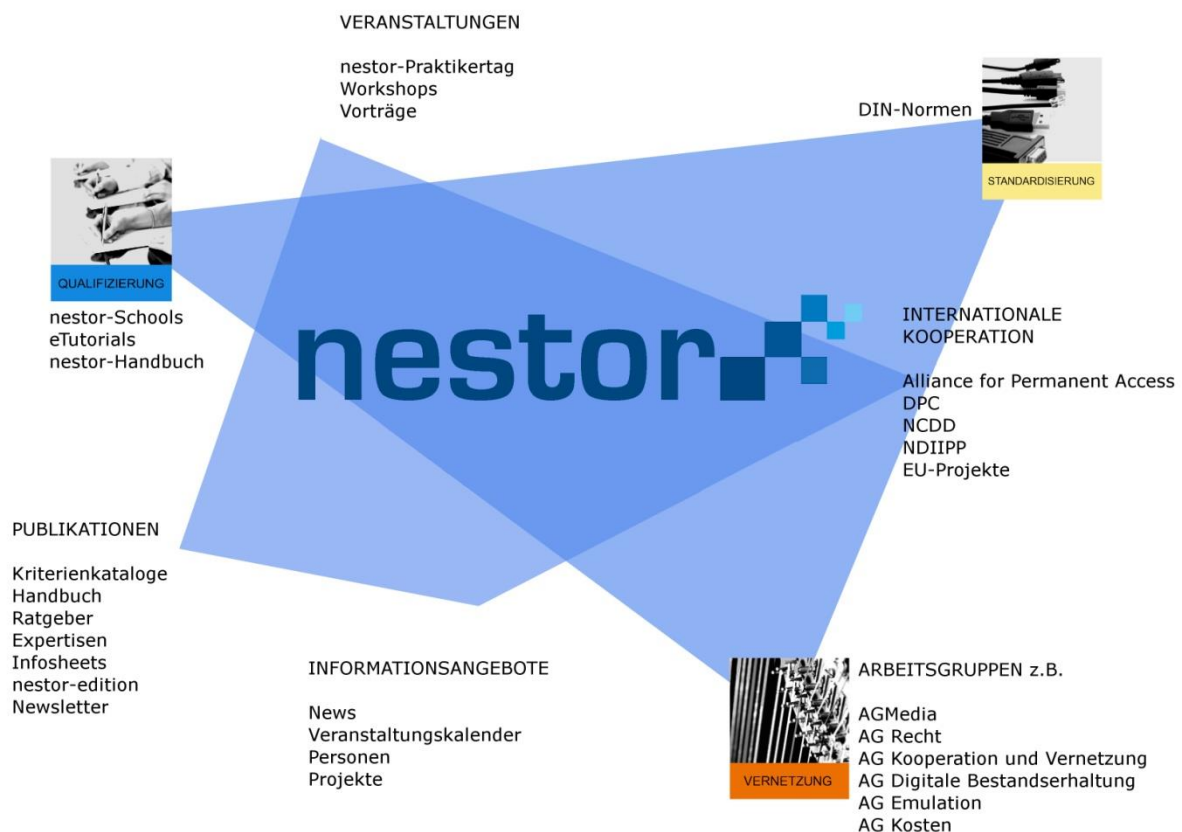 VERANSTALTUNGEN
nestor-Praktikertag
Workshops
Vorträge
DIN-Normen
STANDARDISIERUNG
QUALIFIZIERUNG
nestor-Schools
eTutorials
nestor-Handbuch
nestor
INTERNATIONALE
KOOPERATION
Alliance for Permanent Access
DPC
NCDD
NDIIPP
EU-Projekte
PUBLIKATIONEN
Kriterienkataloge
Handbuch
Ratgeber
Expertisen
Infosheets
nestor-edition
Newsletter
INFORMATIONSANGEBOTE
News
Veranstaltungskalender
Personen
Projekte
VERNETZUNG
ARBEITSGRUPPEN z.B.
AGMedia
AG Recht
AG Kooperation und Vernetzung
AG Digitale Bestandserhaltung
AG Emulation
AG Kosten